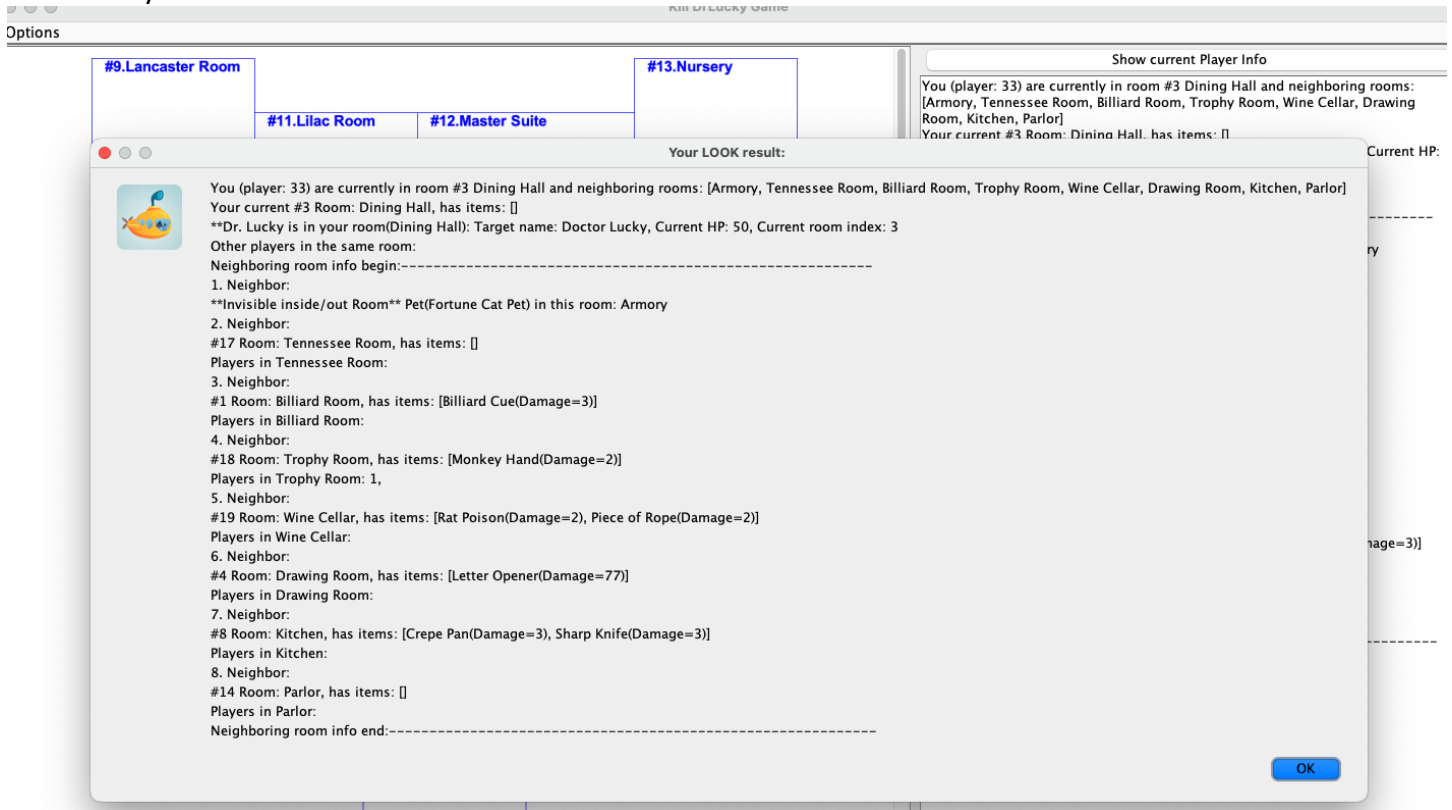 Kill DrLucky Game
Options
#9.Lancaster Room
#13.Nursery
#11.Lilac Room
#12.Master Suite
Show current Player Info
You (player: 33) are currently in room #3 Dining Hall and neighboring rooms:
[Armory, Tennessee Room, Billiard Room, Trophy Room, Wine Cellar, Drawing
Room, Kitchen, Parlor]
Your current #3 Room: Dining Hall, has items: []
Current HP:
--------
ry
nage=3)]
---------
Your LOOK result:
You (player: 33) are currently in room #3 Dining Hall and neighboring rooms: [Armory, Tennessee Room, Billiard Room, Trophy Room, Wine Cellar, Drawing Room, Kitchen, Parlor]
Your current #3 Room: Dining Hall, has items: []
**Dr. Lucky is in your room(Dining Hall): Target name: Doctor Lucky, Current HP: 50, Current room index: 3
Other players in the same room:
Neighboring room info begin:----------------------------------------------------------
1. Neighbor:
**Invisible inside/out Room** Pet(Fortune Cat Pet) in this room: Armory
2. Neighbor:
#17 Room: Tennessee Room, has items: []
Players in Tennessee Room:
3. Neighbor:
#1 Room: Billiard Room, has items: [Billiard Cue(Damage=3)]
Players in Billiard Room:
4. Neighbor:
#18 Room: Trophy Room, has items: [Monkey Hand(Damage=2)]
Players in Trophy Room: 1,
5. Neighbor:
#19 Room: Wine Cellar, has items: [Rat Poison(Damage=2), Piece of Rope(Damage=2)]
Players in Wine Cellar:
6. Neighbor:
#4 Room: Drawing Room, has items: [Letter Opener(Damage=77)]
Players in Drawing Room:
7. Neighbor:
#8 Room: Kitchen, has items: [Crepe Pan(Damage=3), Sharp Knife(Damage=3)]
Players in Kitchen:
8. Neighbor:
#14 Room: Parlor, has items: []
Players in Parlor:
Neighboring room info end:------------------------------------------------------------
OK